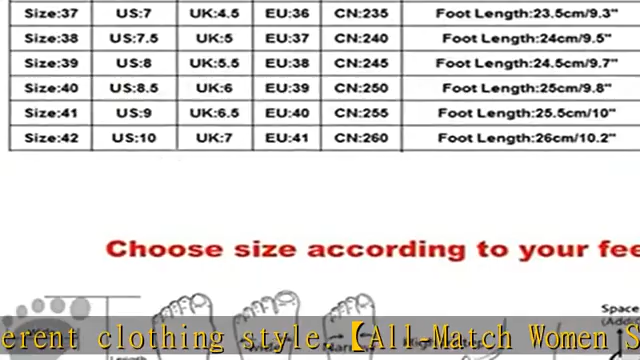 Size:37 US:7 UK:4.5 EU:36 CN:235 Foot Length:23.5cm/9.3"
Size:38 US:7.5 UK:5 EU:37 CN:240 Foot Length:24cm/9.5"
Size:39 US:8 UK:5.5 EU:38 CN:245 Foot Length:24.5cm/9.7"
Size:40 US:8.5 UK:6 EU:39 CN:250 Foot Length:25cm/9.8"
Size:41 US:9 UK:6.5 EU:40 CN:255 Foot Length:25.5cm/10"
Size:42 US:10 UK:7 EU:41 CN:260 Foot Length:26cm/10.2"
Choose size according to your fee
Space
erent clothing style.【All-Match Women S